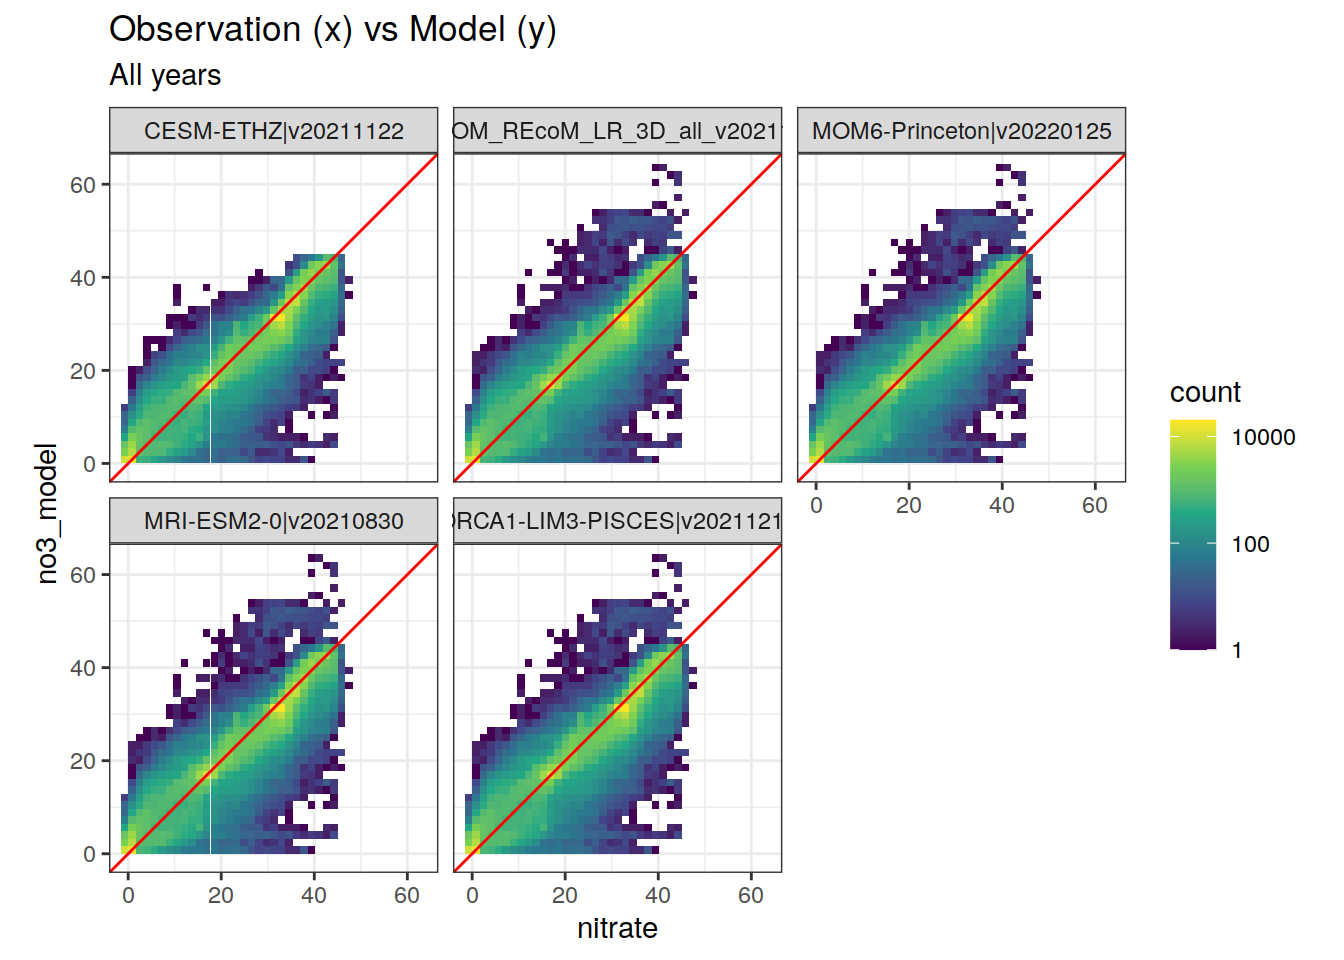 Observation (x) vs Model (y)
All years
CESM-ETHZ|v20211122
OM_REcoM_LR_3D_all_v2021
MOM6-Princeton|v20220125
60
40
20
0
0 20 40 60
MRI-ESM2-0|v20210830
ORCA1-LIM3-PISCES|v2021121
60
40
20
0
0 20 40 60
0 20 40 60
no3_model
nitrate
count
10000
100
1